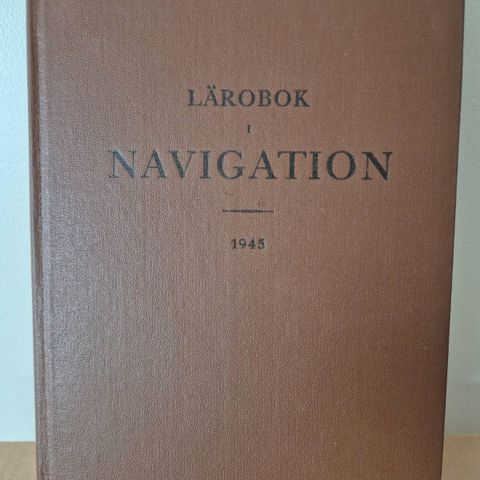 LÄROBOK
I
NAVIGATION
1945